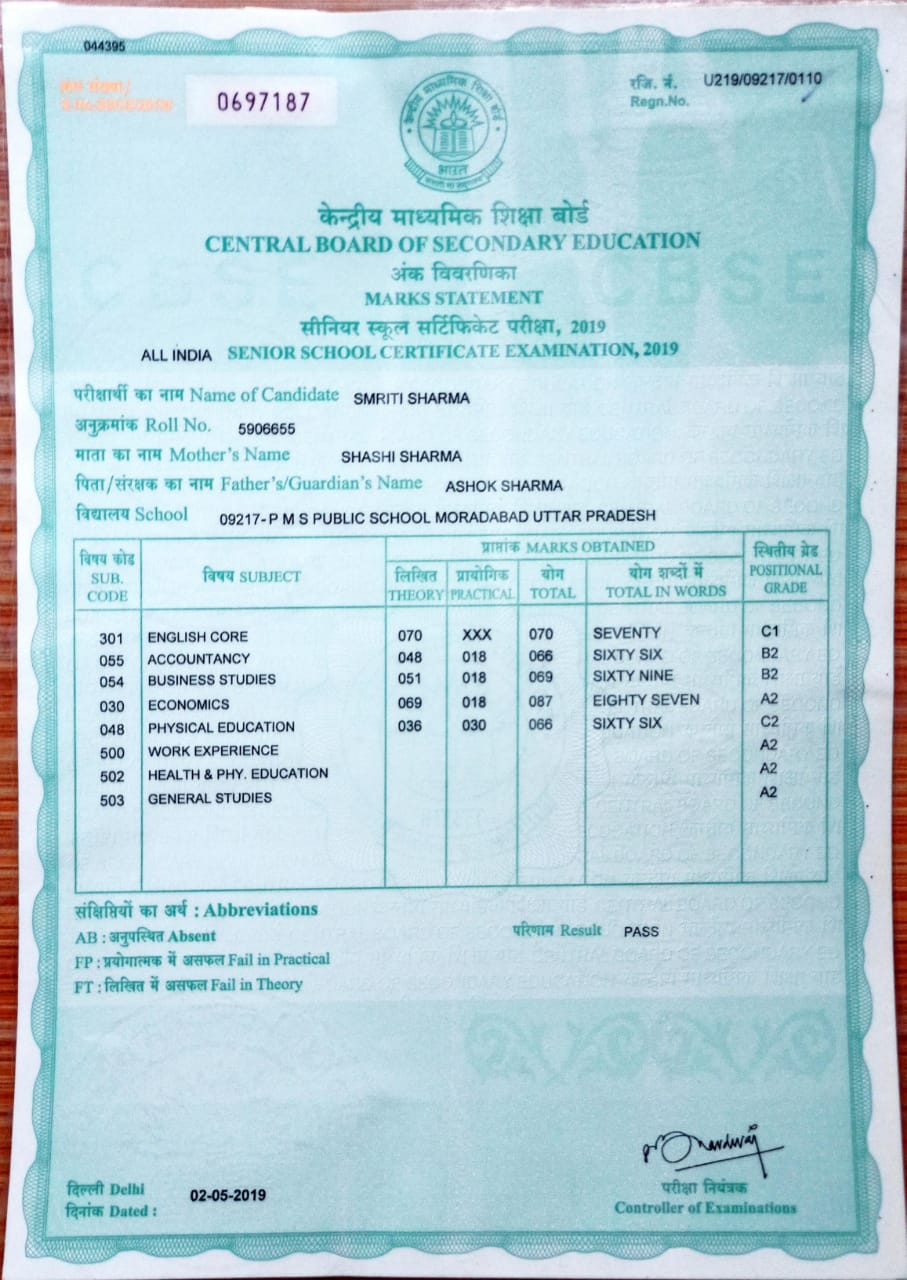 044395
क्रम संख्या/
0697187
रजि. नं. U219/09217/0110
Regn.No.
केन्द्रीय माध्यमिक शिक्षा बोर्ड
भारत
केन्द्रीय माध्यमिक शिक्षा बोर्ड
CENTRAL BOARD OF SECONDARY EDUCATION
अंक विवरणिका
CBSE CBSE
MARKS STATEMENT
सीनियर स्कूल सर्टिफिकेट परीक्षा, 2019
ALL INDIA SENIOR SCHOOL CERTIFICATE EXAMINATION, 2019
परीक्षार्थी का नाम Name of Candidate SMRITI SHARMA
अनुक्रमांक Roll No. 5906655
माता का नाम Mother's Name SHASHI SHARMA
पिता/संरक्षक का नाम Father's/Guardian's Name ASHOK SHARMA
विद्यालय School 09217- P M S PUBLIC SCHOOL MORADABAD UTTAR PRADESH
विषय कोड SUB. CODE विषय SUBJECT प्राप्तांक MARKS OBTAINED स्थितीय ग्रेड POSITIONAL GRADE
लिखित THEORY प्रायोगिक PRACTICAL योग TOTAL योग शब्दों में TOTAL IN WORDS
301 ENGLISH CORE 070 XXX 070 SEVENTY C1
055 ACCOUNTANCY 048 018 066 SIXTY SIX B2
054 BUSINESS STUDIES 051 018 069 SIXTY NINE B2
030 ECONOMICS 069 018 087 EIGHTY SEVEN A2
048 PHYSICAL EDUCATION 036 030 066 SIXTY SIX C2
500 WORK EXPERIENCE A2
502 HEALTH & PHY. EDUCATION A2
503 GENERAL STUDIES A2
संक्षिप्तियों का अर्थ : Abbreviations
AB : अनुपस्थित Absent परिणाम Result PASS
FP : प्रयोगात्मक में असफल Fail in Practical
FT : लिखित में असफल Fail in Theory
दिल्ली Delhi
दिनांक Dated : 02-05-2019
परीक्षा नियंत्रक
Controller of Examinations